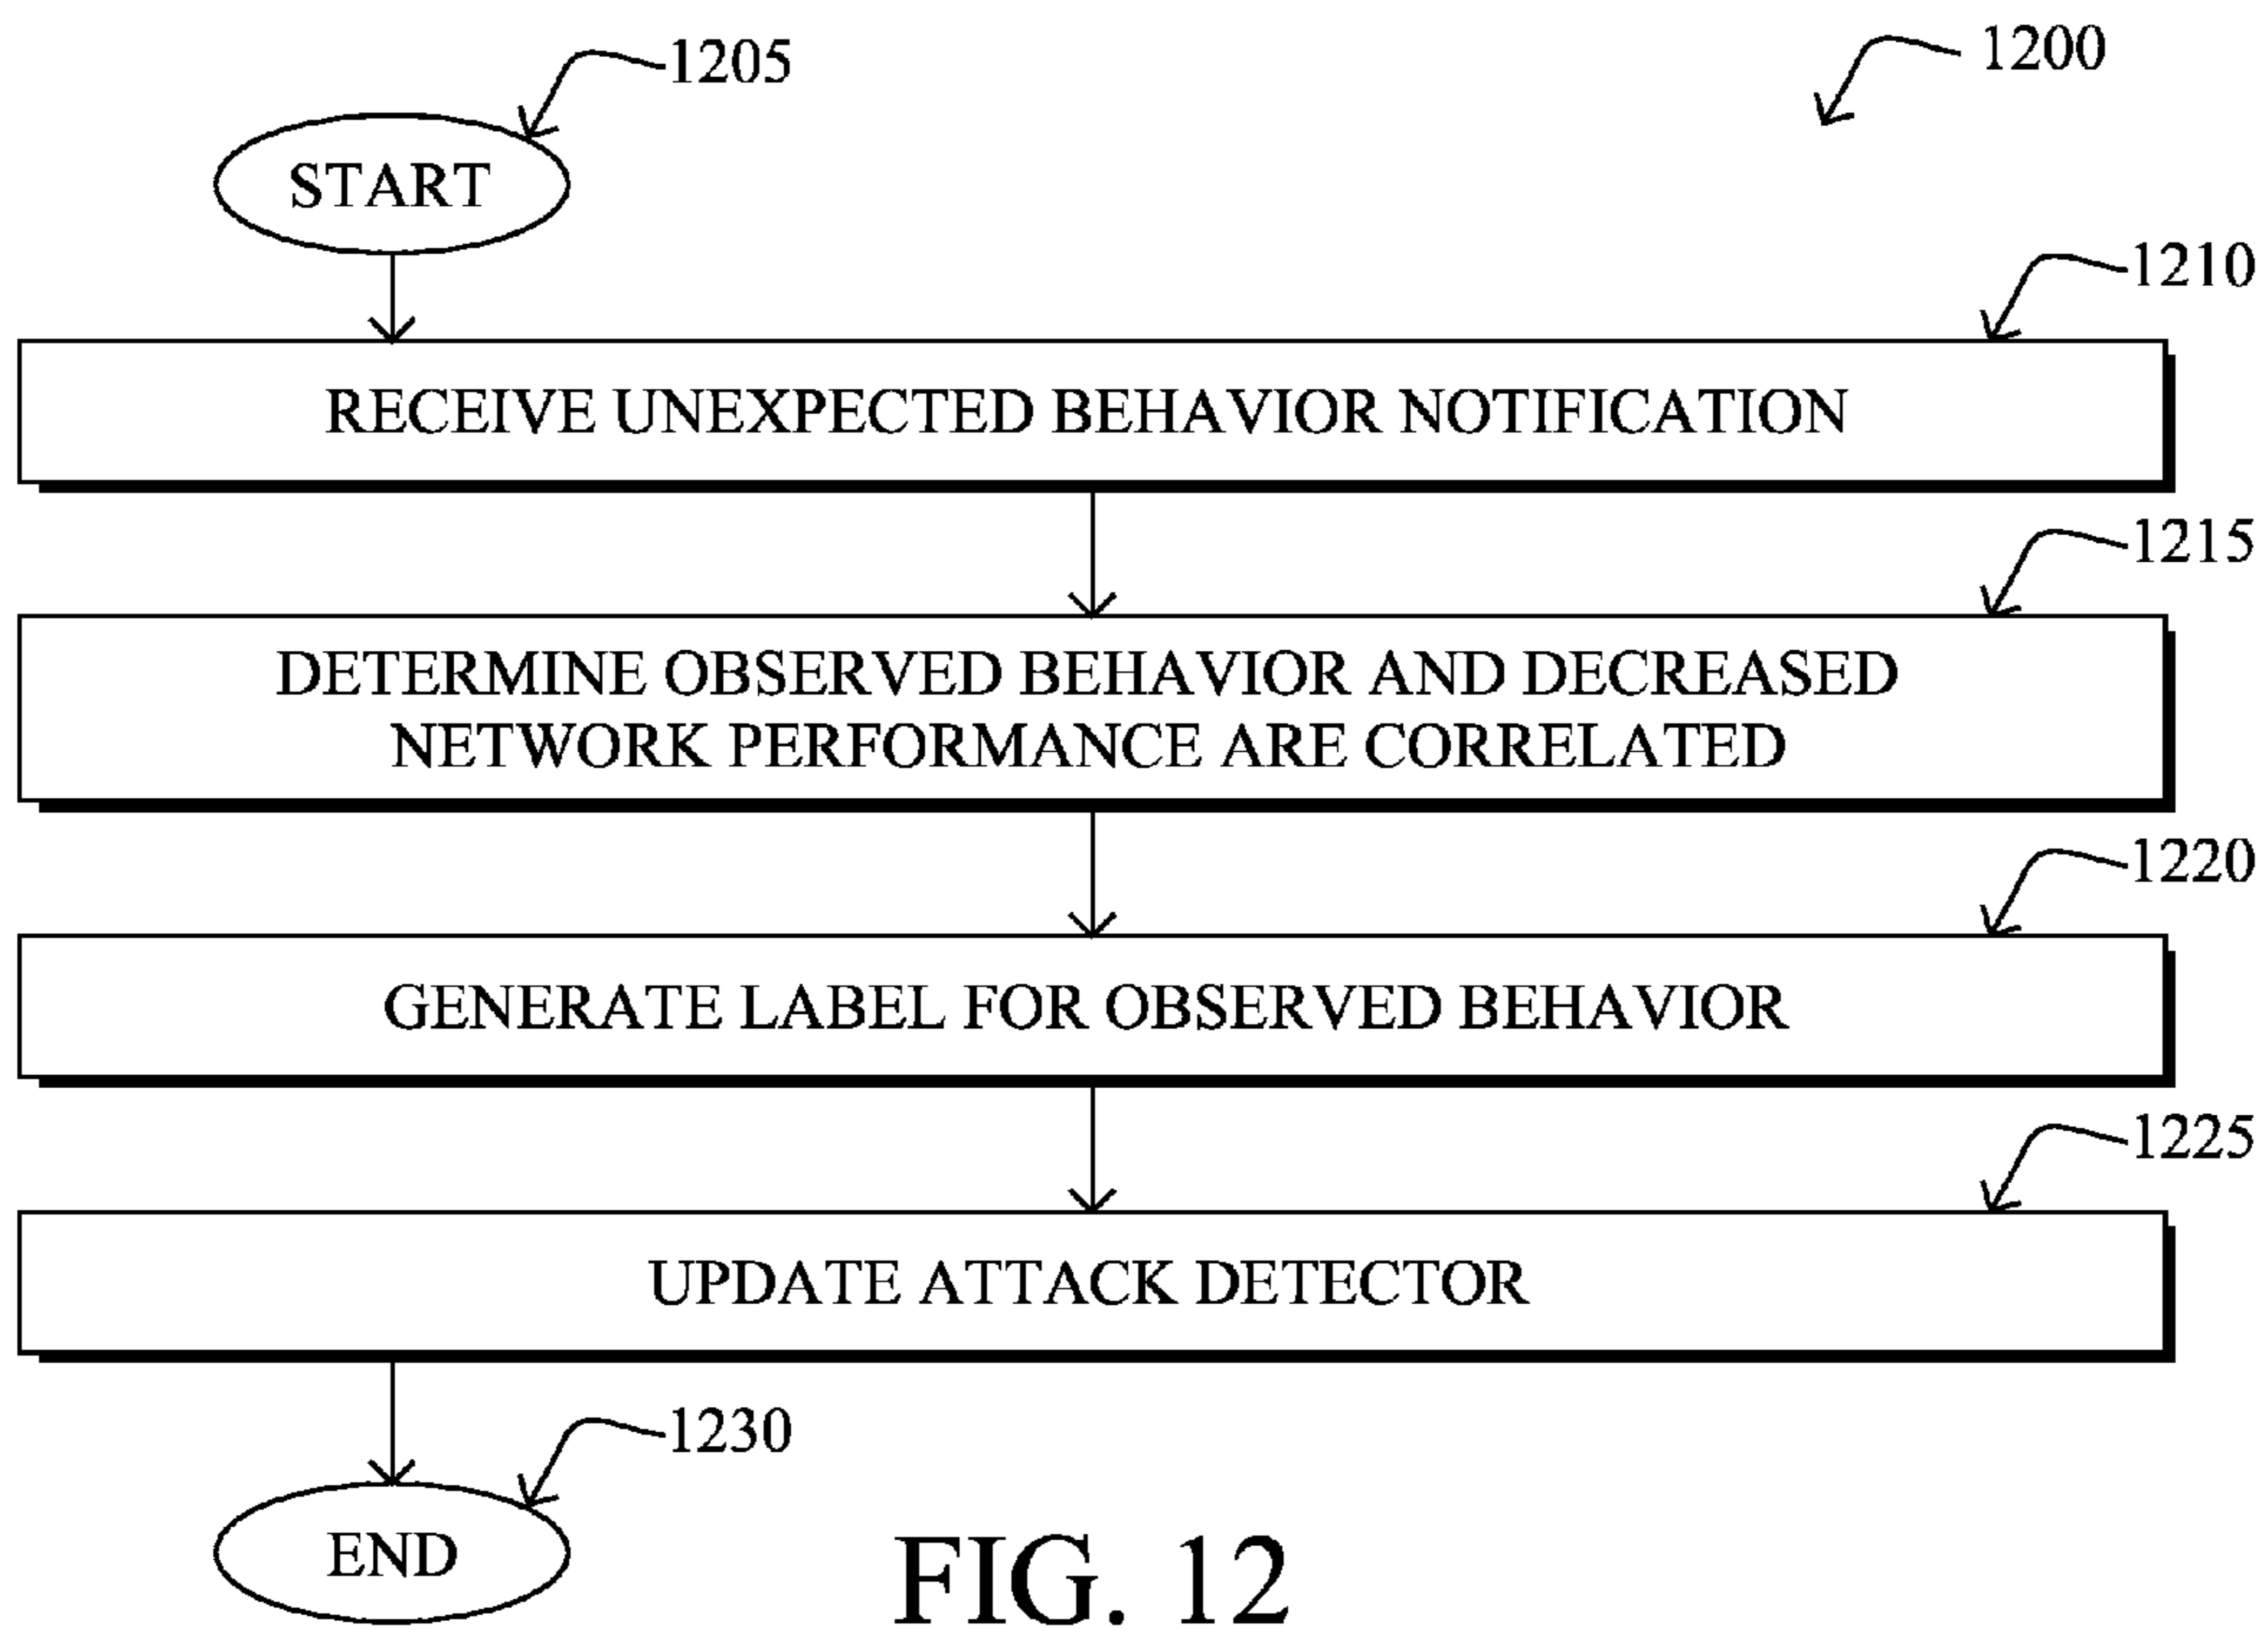 1205
1200
START
1210
RECEIVE UNEXPECTED BEHAVIOR NOTIFICATION
1215
DETERMINE OBSERVED BEHAVIOR AND DECREASED
NETWORK PERFORMANCE ARE CORRELATED
1220
GENERATE LABEL FOR OBSERVED BEHAVIOR
1225
UPDATE ATTACK DETECTOR
1230
END
FIG. 12